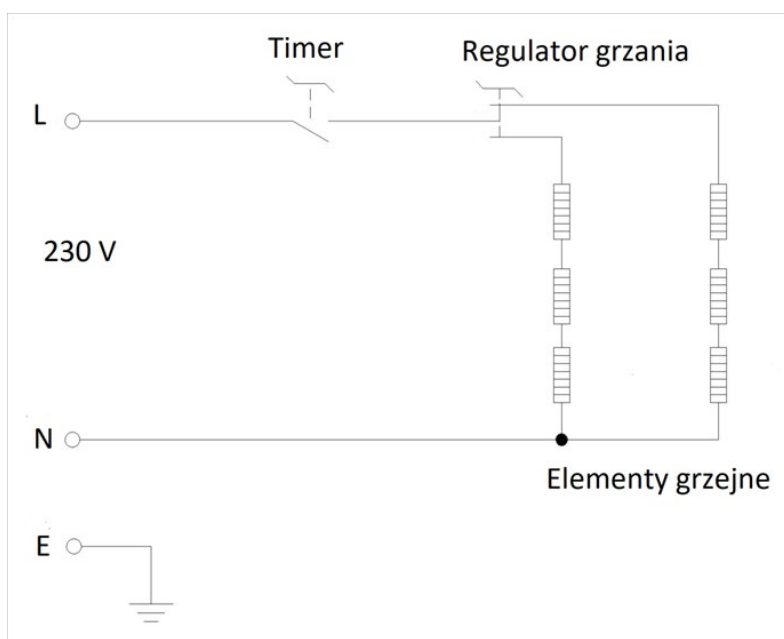 Timer
Regulator grzania
L
230 V
N
Elementy grzejne
E